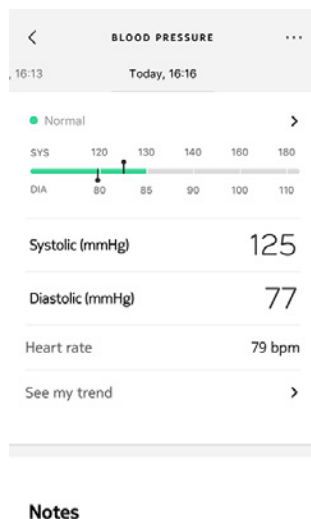 BLOOD PRESSURE
, 16:13 Today, 16:16
Normal
SYS 120 130 140 160 180
DIA 80 85 90 100 110
Systolic (mmHg) 125
Diastolic (mmHg) 77
Heart rate 79 bpm
See my trend
Notes